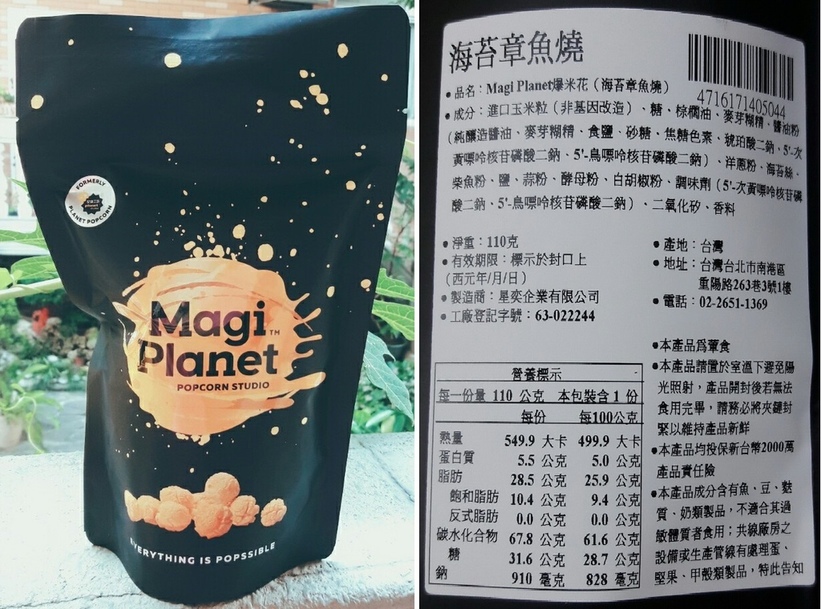 FORMERLY
PLANET POPCORN
Magi™
Planet
POPCORN STUDIO
EVERYTHING IS POPSSIBLE
海苔章魚燒
4716171405044
●品名：Magi Planet爆米花（海苔章魚燒）
●成分：進口玉米粒（非基因改造）、糖、棕櫚油、麥芽糊精、醬油粉
（純釀造醬油、麥芽糊精、食鹽、砂糖、焦糖色素、琥珀酸二鈉、5'-次
黃嘌呤核苷磷酸二鈉、5'-鳥嘌呤核苷磷酸二鈉）、洋蔥粉、海苔絲、
柴魚粉、鹽、蒜粉、酵母粉、白胡椒粉、調味劑（5'-次黃嘌呤核苷磷
酸二鈉、5'-鳥嘌呤核苷磷酸二鈉）、二氧化矽、香料
●淨重：110克
●有效期限：標示於封口上
（西元年/月/日）
●製造商：星奕企業有限公司
●工廠登記字號：63-022244
●產地：台灣
●地址：台灣台北市南港區
重陽路263巷3號1樓
●電話：02-2651-1369
營養標示
每一份量 110 公克 本包裝含 1 份
每份 每100公克
熱量 549.9 大卡 499.9 大卡
蛋白質 5.5 公克 5.0 公克
脂肪 28.5 公克 25.9 公克
飽和脂肪 10.4 公克 9.4 公克
反式脂肪 0.0 公克 0.0 公克
碳水化合物 67.8 公克 61.6 公克
糖 31.6 公克 28.7 公克
鈉 910 毫克 828 毫克
●本產品爲葷食
●本產品請置於室溫下避免陽
光照射，產品開封後若無法
食用完畢，請務必將夾鏈封
緊以維持產品新鮮
●本產品均投保新台幣2000萬
產品責任險
●本產品成分含有魚、豆、麩
質、奶類製品，不適合其過
敏體質者食用；共線廠房之
設備或生產管線有處理蛋、
堅果、甲殼類製品，特此告知